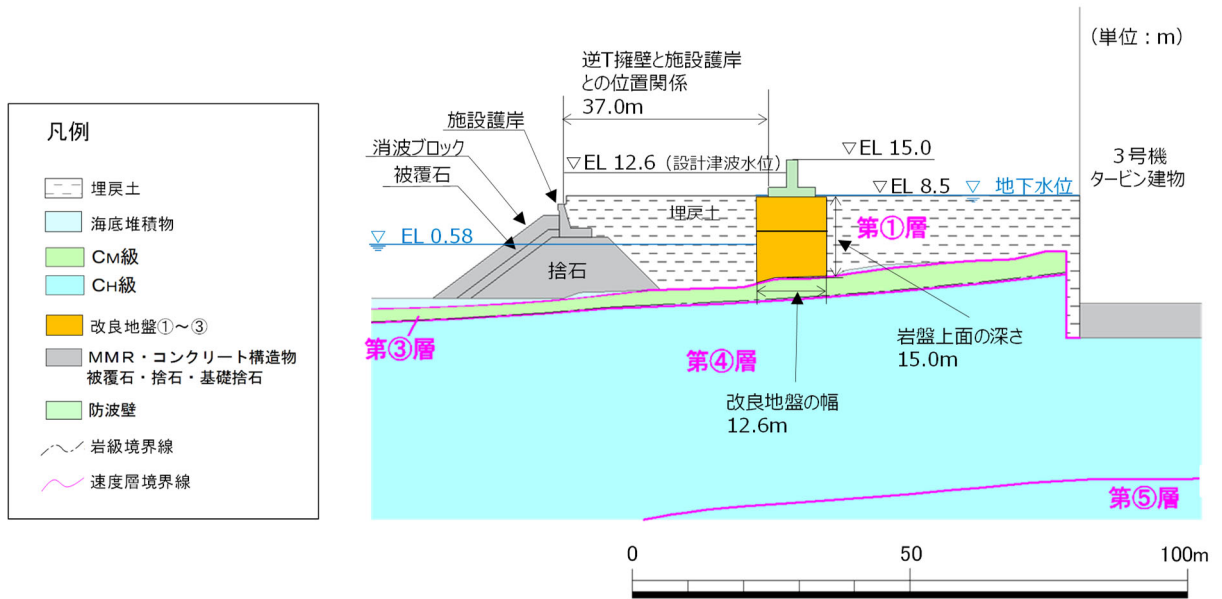 凡例
埋戻土
海底堆積物
CM級
CH級
改良地盤①~③
MMR・コンクリート構造物
被覆石・捨石・基礎捨石
防波壁
岩級境界線
速度層境界線
(単位:m)
逆T擁壁と施設護岸
との位置関係
37.0m
施設護岸
消波ブロック
被覆石
▽EL 12.6(設計津波水位)
▽EL 15.0
3号機
タービン建物
▽EL 8.5 ▽ 地下水位
埋戻土
第①層
▽ EL 0.58
捨石
岩盤上面の深さ
15.0m
第③層
第④層
改良地盤の幅
12.6m
第⑤層
0 50 100m